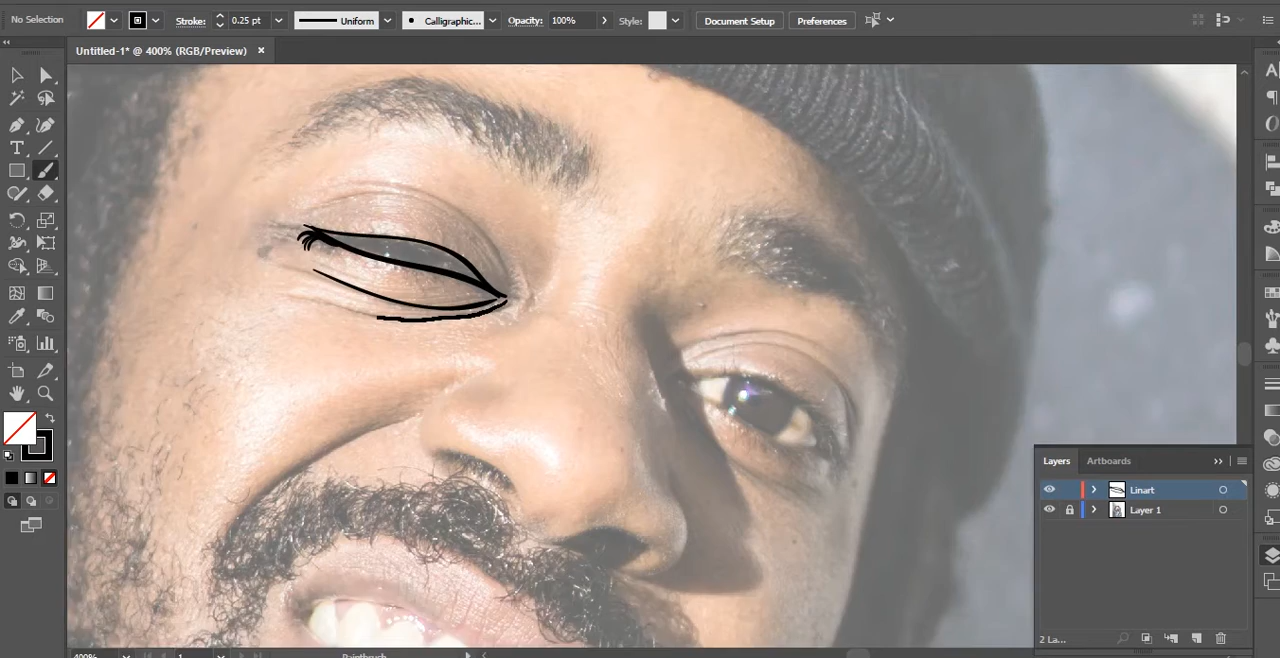 No Selection Stroke: 0.25 pt Uniform Calligraphic... Opacity: 100% Style: Document Setup Preferences
Untitled-1* @ 400% (RGB/Preview) ×
Layers Artboards
Linart
Layer 1
2 La...
400% 1 Paintbrush